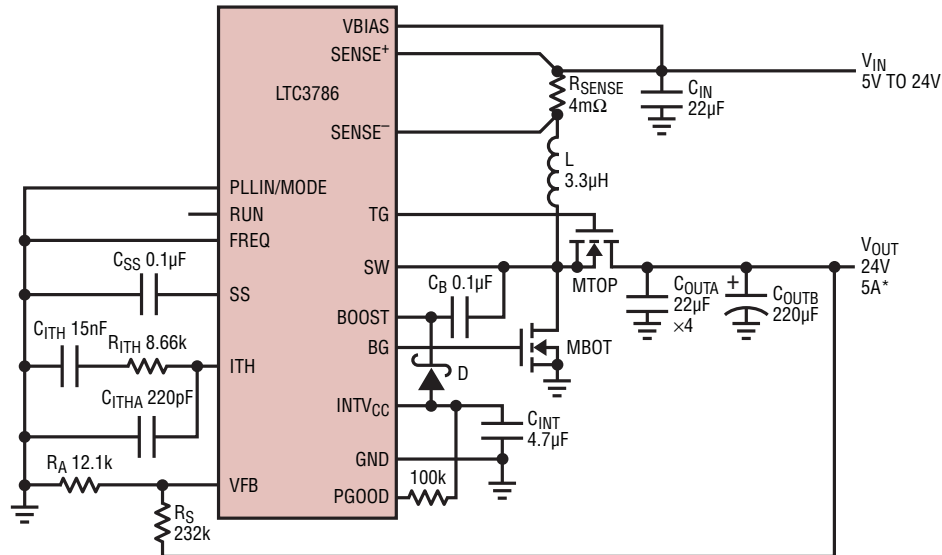 VBIAS
SENSE+
LTC3786
SENSE−
PLLIN/MODE
RUN
FREQ
SS
ITH
VFB
TG
SW
BOOST
BG
INTVCC
GND
PGOOD
VIN
5V TO 24V
RSENSE
4mΩ
CIN
22µF
L
3.3µH
MTOP
VOUT
24V
5A*
COUTA
22µF
×4
+
COUTB
220µF
CB 0.1µF
MBOT
D
CINT
4.7µF
100k
CSS 0.1µF
CITH 15nF
RITH 8.66k
CITHA 220pF
RA 12.1k
RS
232k